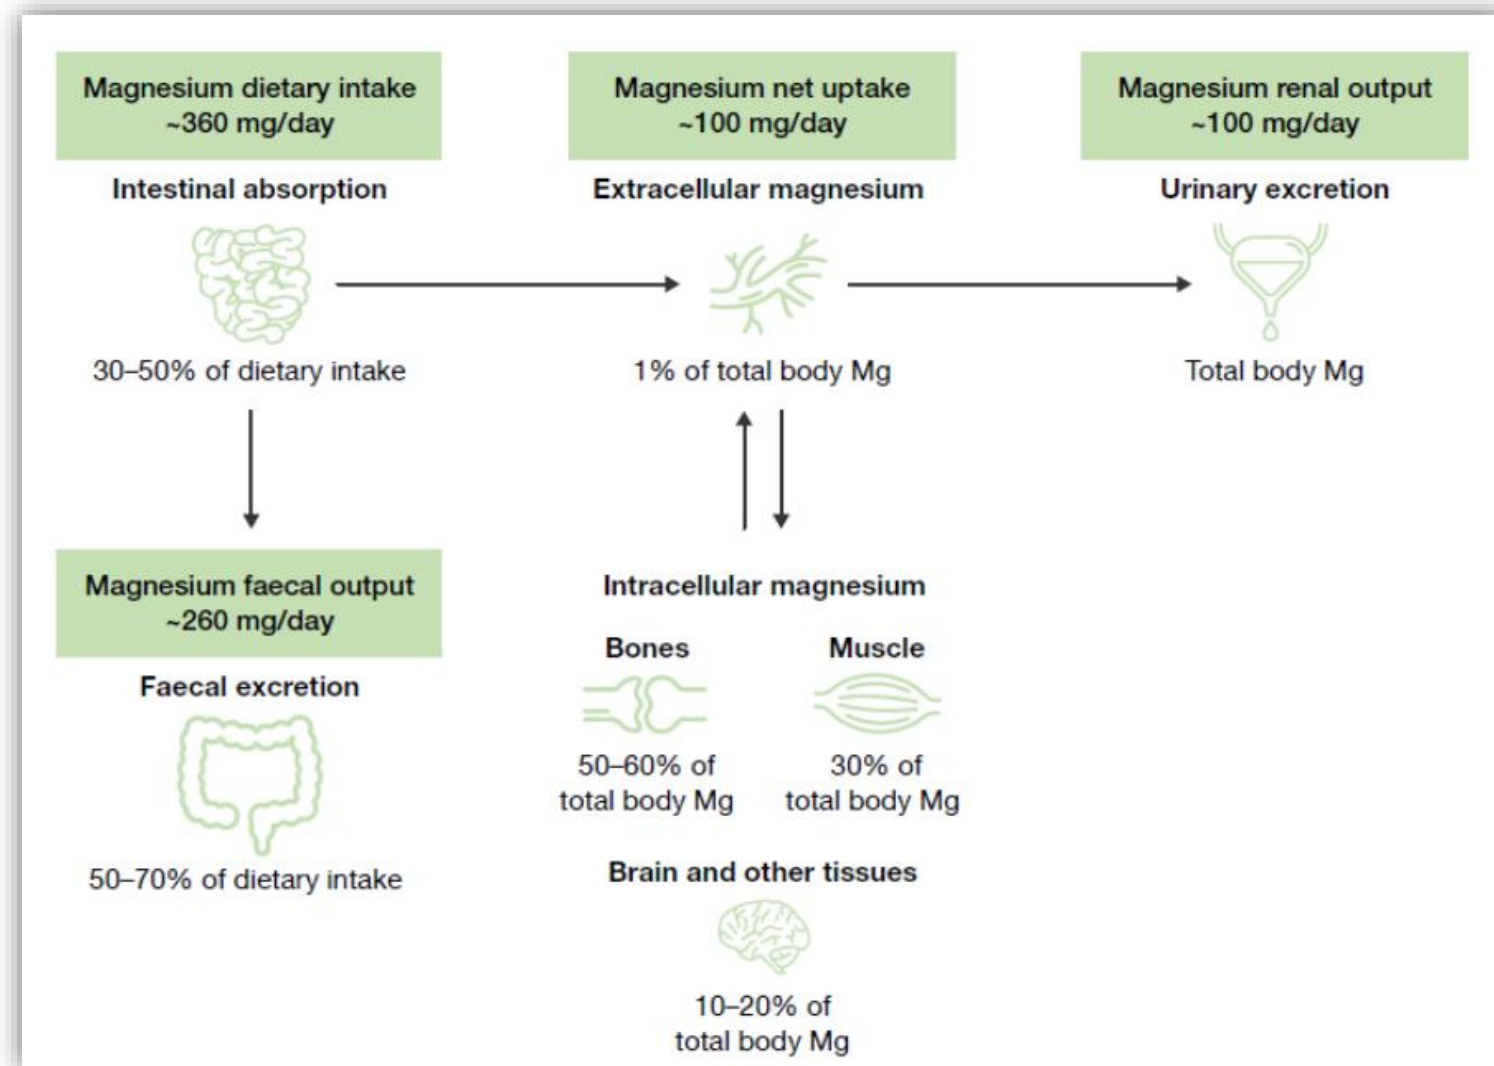 Magnesium dietary intake
~360 mg/day
Intestinal absorption
30–50% of dietary intake
Magnesium faecal output
~260 mg/day
Faecal excretion
50–70% of dietary intake
Magnesium net uptake
~100 mg/day
Extracellular magnesium
1% of total body Mg
Intracellular magnesium
Bones
50–60% of
total body Mg
Muscle
30% of
total body Mg
Brain and other tissues
10–20% of
total body Mg
Magnesium renal output
~100 mg/day
Urinary excretion
Total body Mg